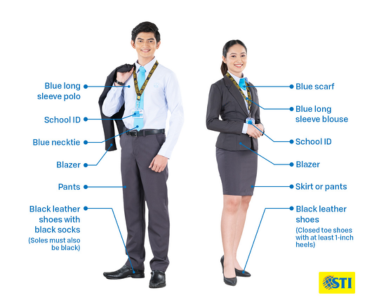 Blue long
sleeve polo
School ID
Blue necktie
Blazer
Pants
Black leather
shoes with
black socks
(Soles must also
be black)
Blue scarf
Blue long
sleeve blouse
School ID
Blazer
Skirt or pants
Black leather
shoes
(Closed toe shoes
with at least 1-inch
heels)
STI